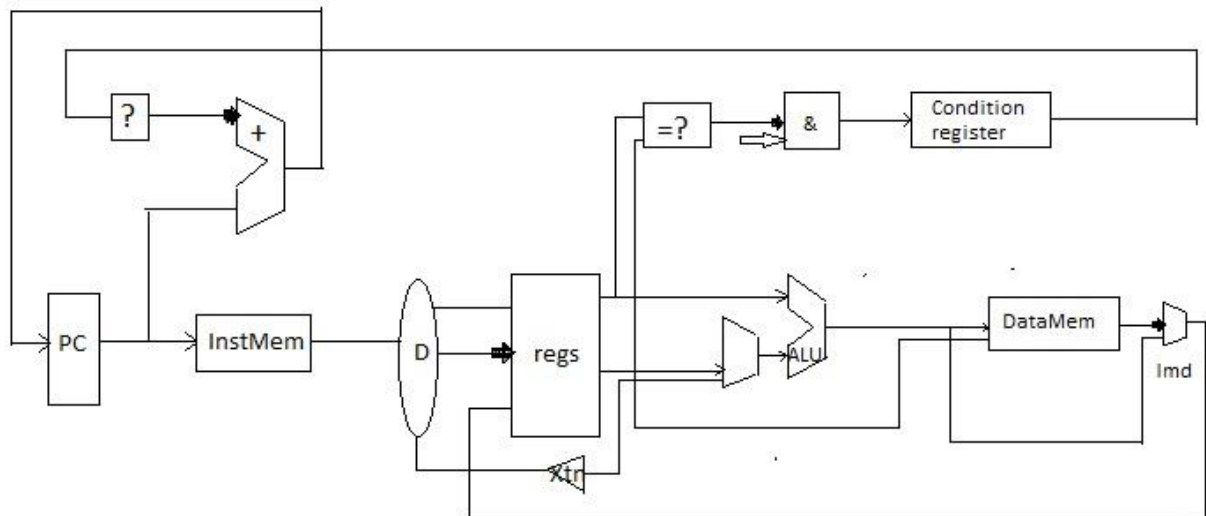 ?
+
=?
&
Condition
register
PC
InstMem
D
regs
Xtn
ALU
DataMem
lmd